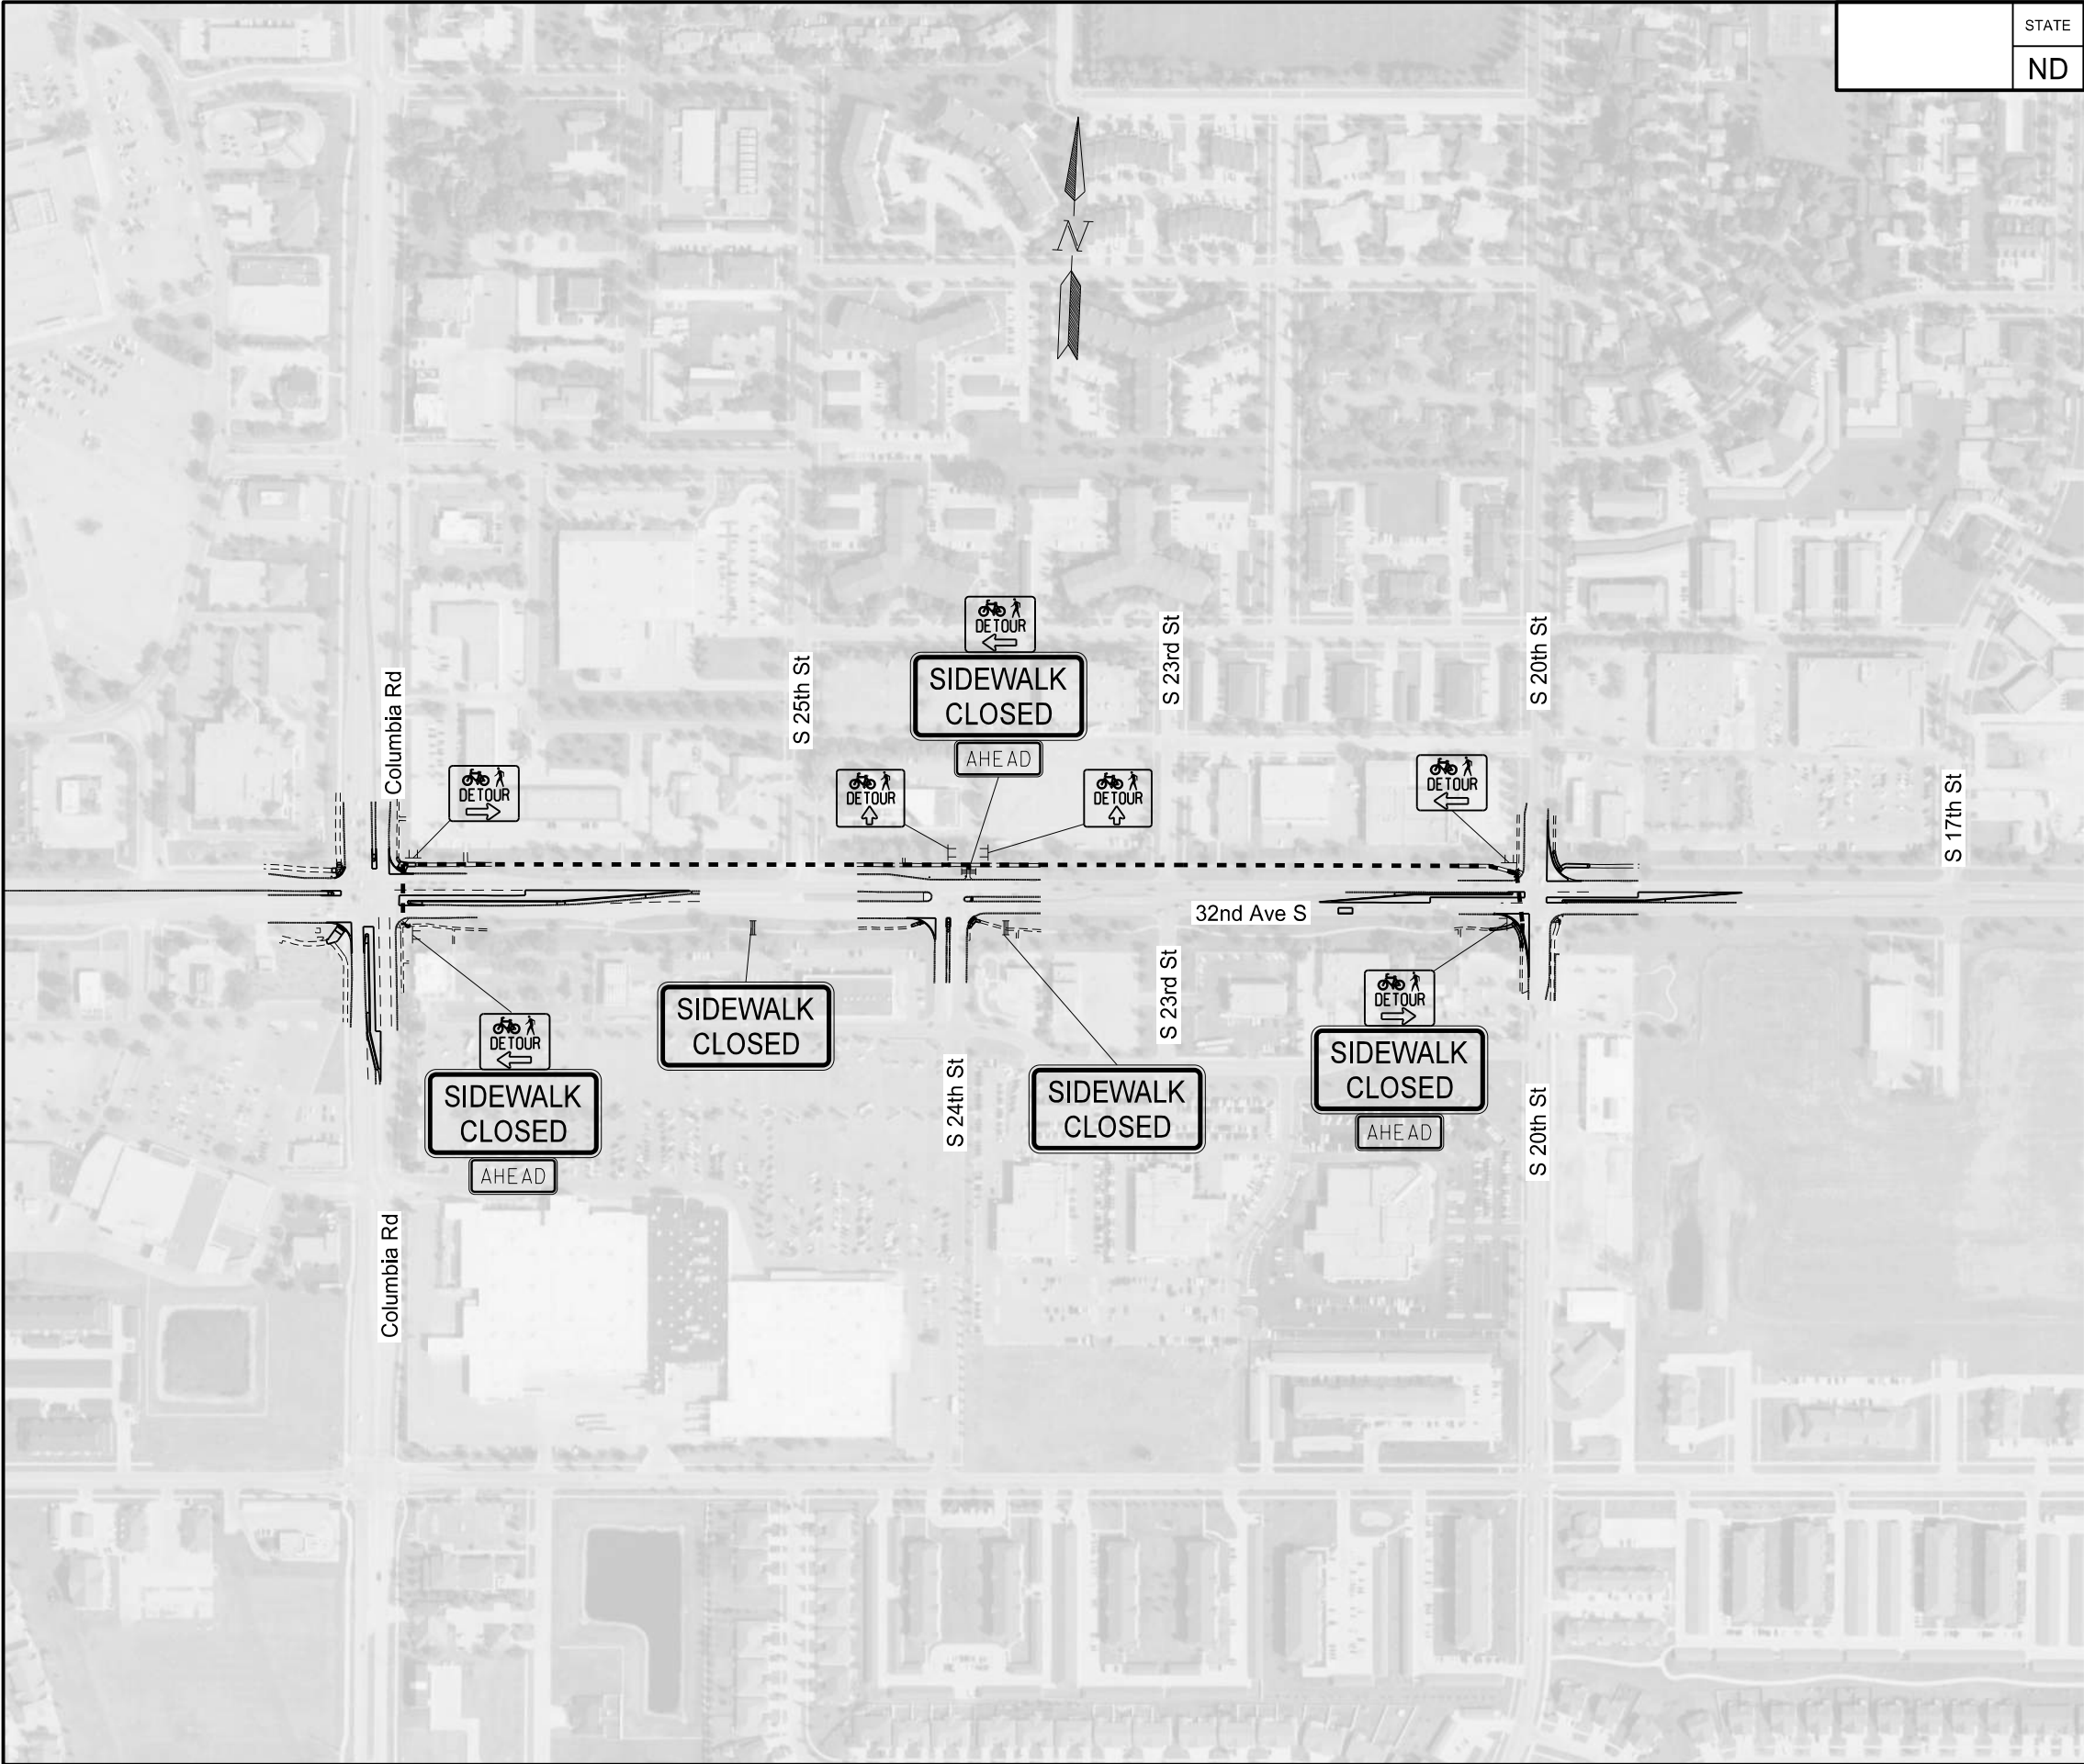 STATE
ND
N
DETOUR
SIDEWALK
CLOSED
AHEAD
S 23rd St
S 20th St
S 25th St
Columbia Rd
DETOUR
DETOUR
DETOUR
DETOUR
S 17th St
32nd Ave S
S 23rd St
SIDEWALK
CLOSED
DETOUR
SIDEWALK
CLOSED
AHEAD
DETOUR
SIDEWALK
CLOSED
AHEAD
S 24th St
SIDEWALK
CLOSED
S 20th St
Columbia Rd